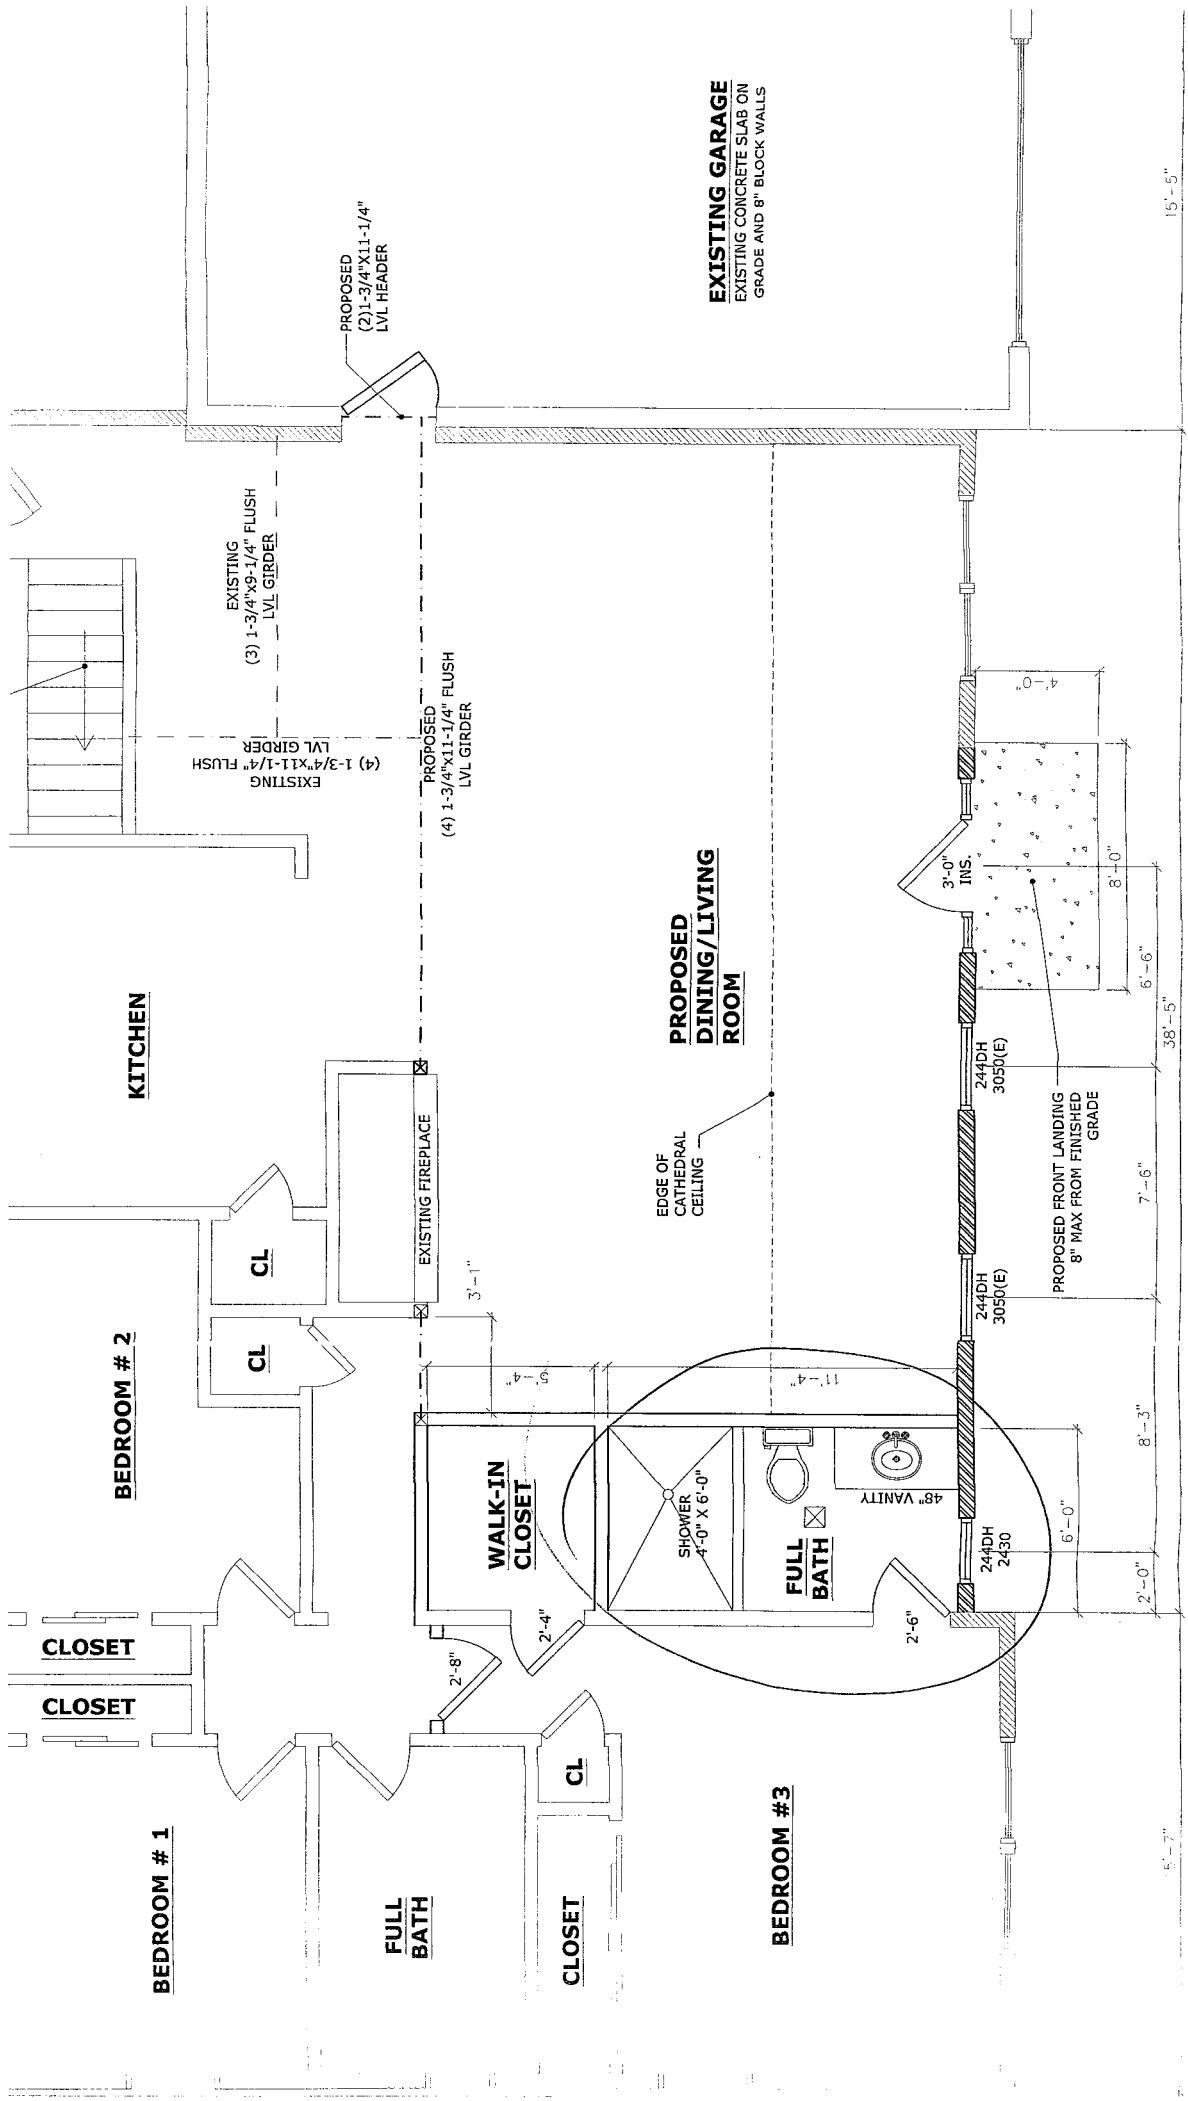 EXISTING GARAGE
EXISTING CONCRETE SLAB ON
GRADE AND 8" BLOCK WALLS
15'-5"
PROPOSED
(2)1-3/4"X11-1/4"
LVL HEADER
EXISTING
(3) 1-3/4"x9-1/4" FLUSH
LVL GIRDER
EXISTING
(4) 1-3/4"x11-1/4" FLUSH
LVL GIRDER
PROPOSED
(4) 1-3/4"x11-1/4" FLUSH
LVL GIRDER
4'-0"
KITCHEN
PROPOSED
DINING/LIVING
ROOM
3'-0"
INS.
8'-0"
6'-6"
38'-5"
244DH
3050(E)
PROPOSED FRONT LANDING
8" MAX FROM FINISHED
GRADE
EXISTING FIREPLACE
EDGE OF
CATHEDRAL
CEILING
7'-6"
CL
CL
3'-1"
244DH
3050(E)
BEDROOM # 2
5'-4"
11'-4"
8'-3"
WALK-IN
CLOSET
SHOWER
4'-0" X 6'-0"
FULL
BATH
48" VANITY
244DH
2430
6'-0"
2'-0"
CLOSET
CLOSET
2'-8"
2'-4"
2'-6"
CL
BEDROOM # 1
FULL
BATH
CLOSET
BEDROOM #3